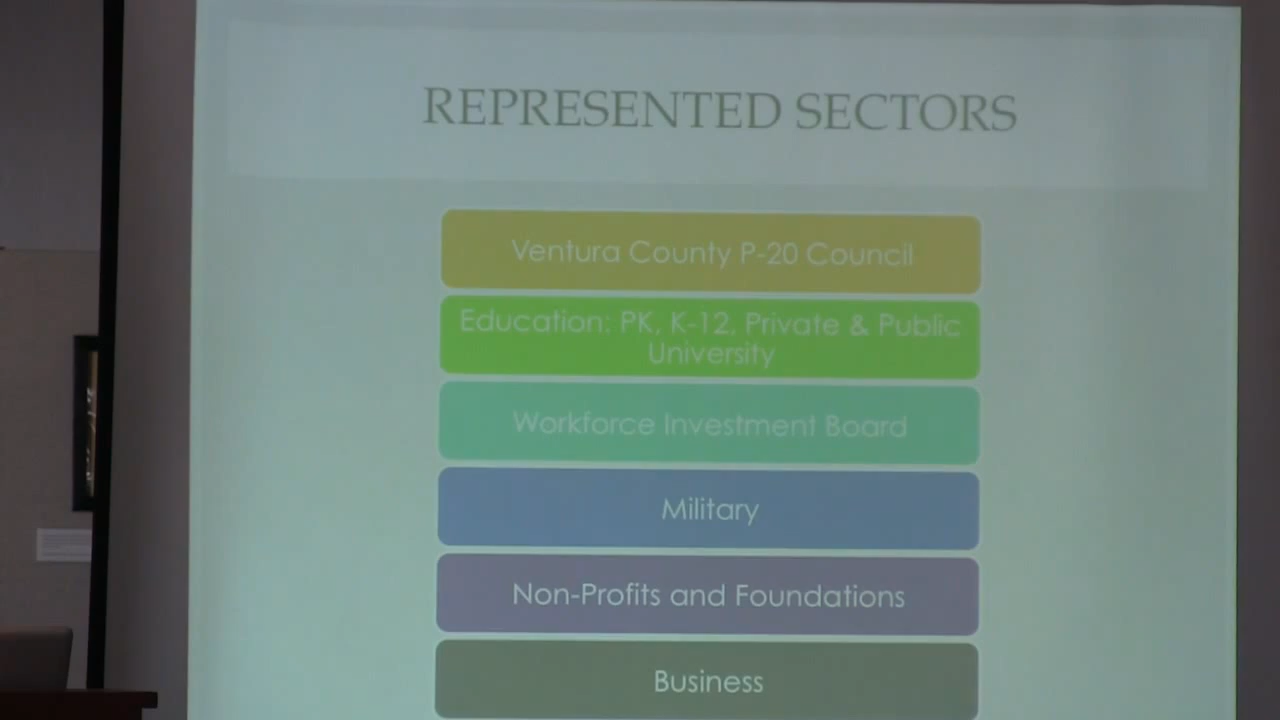 REPRESENTED SECTORS
Ventura County P-20 Council
Education: PK, K-12, Private & Public
University
Workforce Investment Board
Military
Non-Profits and Foundations
Business